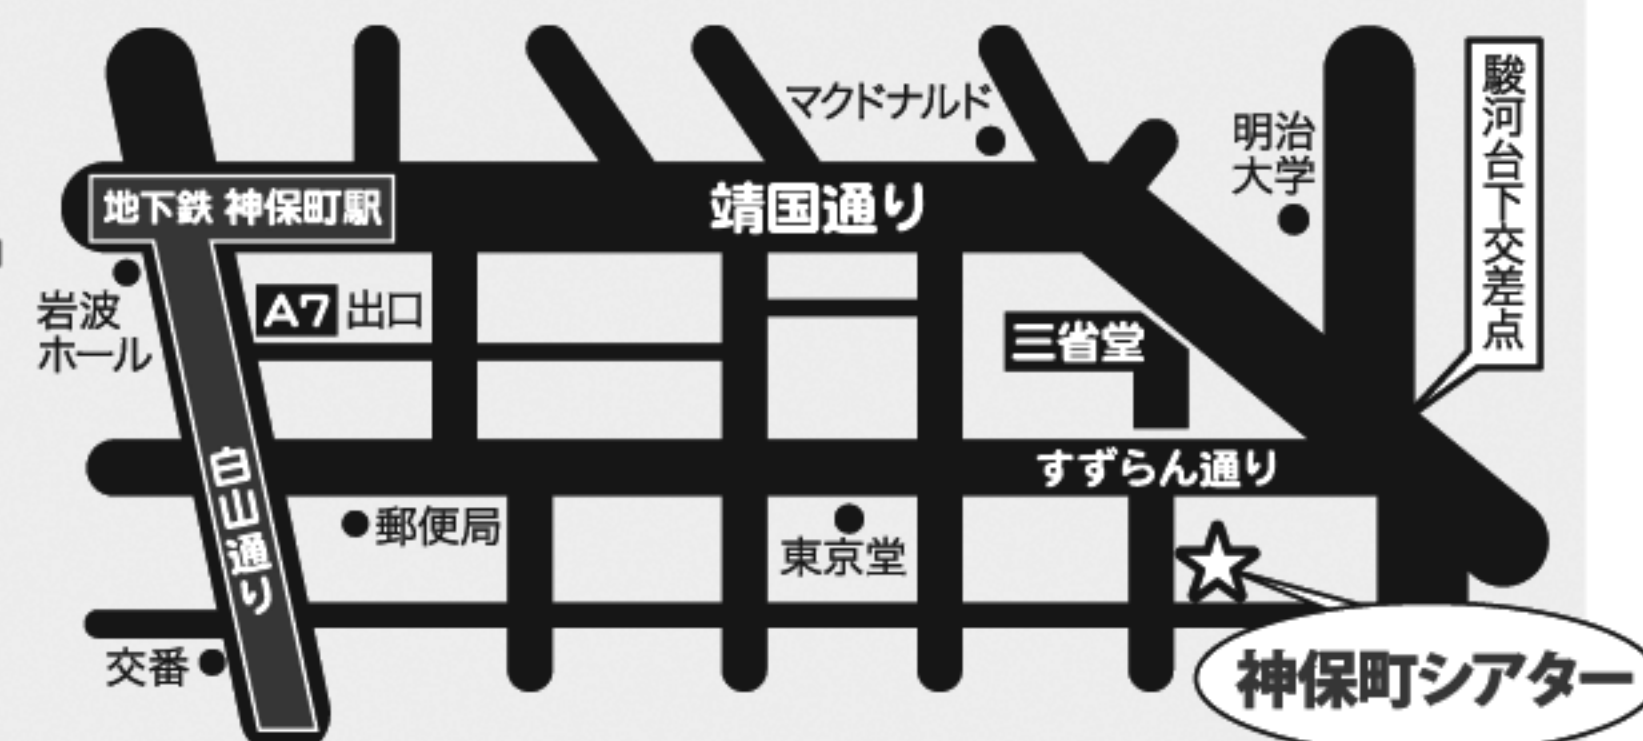 マクドナルド
明治
大学
駿河台下交差点
地下鉄 神保町駅
靖国通り
岩波
ホール
A7 出口
三省堂
すずらん通り
白山通り
郵便局
東京堂
交番
神保町シアター